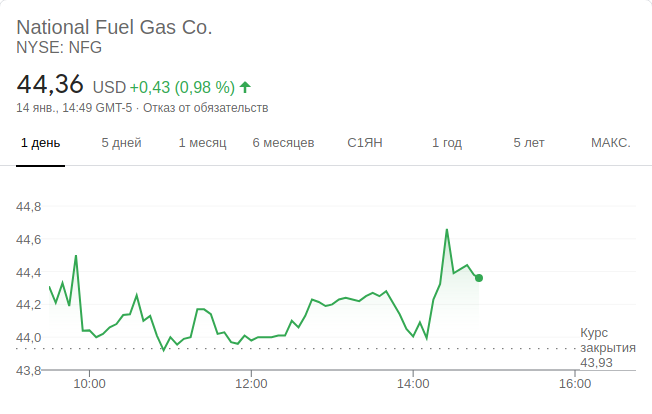 National Fuel Gas Co.
NYSE: NFG
44,36 USD +0,43 (0,98 %)
14 янв., 14:49 GMT-5 · Отказ от обязательств
1 день 5 дней 1 месяц 6 месяцев С1ЯН 1 год 5 лет МАКС.
44,8
44,6
44,4
44,2
44,0
43,8
Курс
закрытия
43,93
10:00 12:00 14:00 16:00